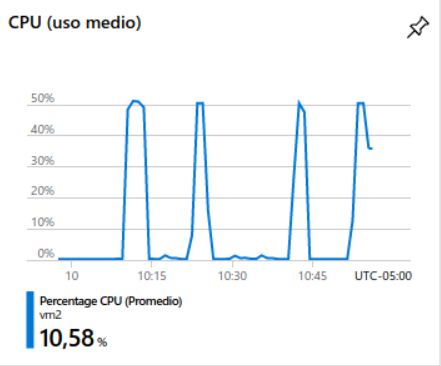 CPU (uso medio)
50%
40%
30%
20%
10%
0%
10 10:15 10:30 10:45 UTC-05:00
Percentage CPU (Promedio)
vm2
10,58 %